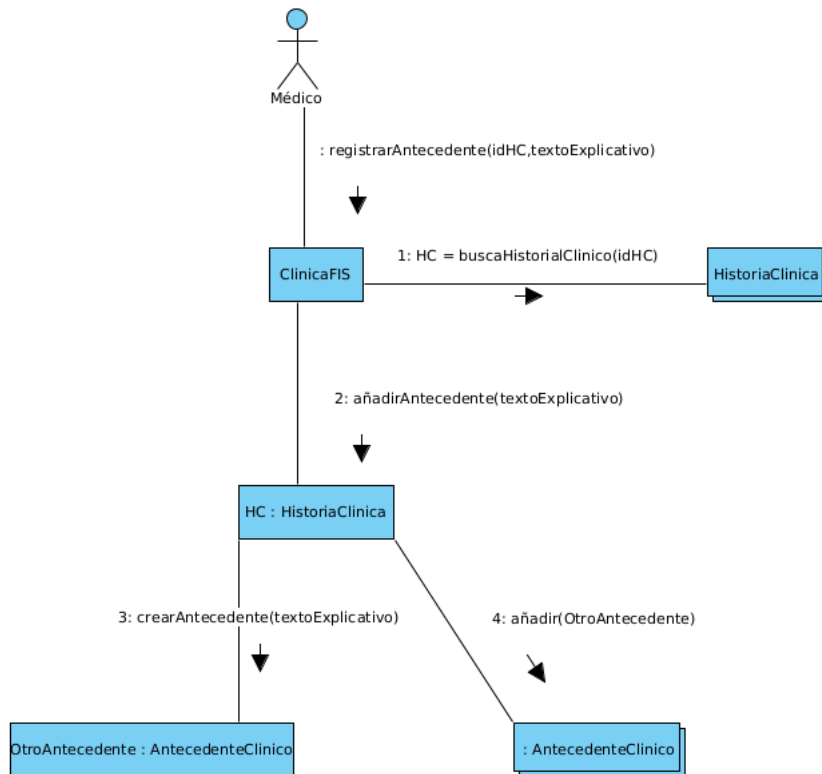 Médico
: registrarAntecedente(idHC,textoExplicativo)
ClinicaFIS
1: HC = buscaHistorialClinico(idHC)
HistoriaClinica
2: añadirAntecedente(textoExplicativo)
HC : HistoriaClinica
3: crearAntecedente(textoExplicativo)
4: añadir(OtroAntecedente)
OtroAntecedente : AntecedenteClinico
: AntecedenteClinico